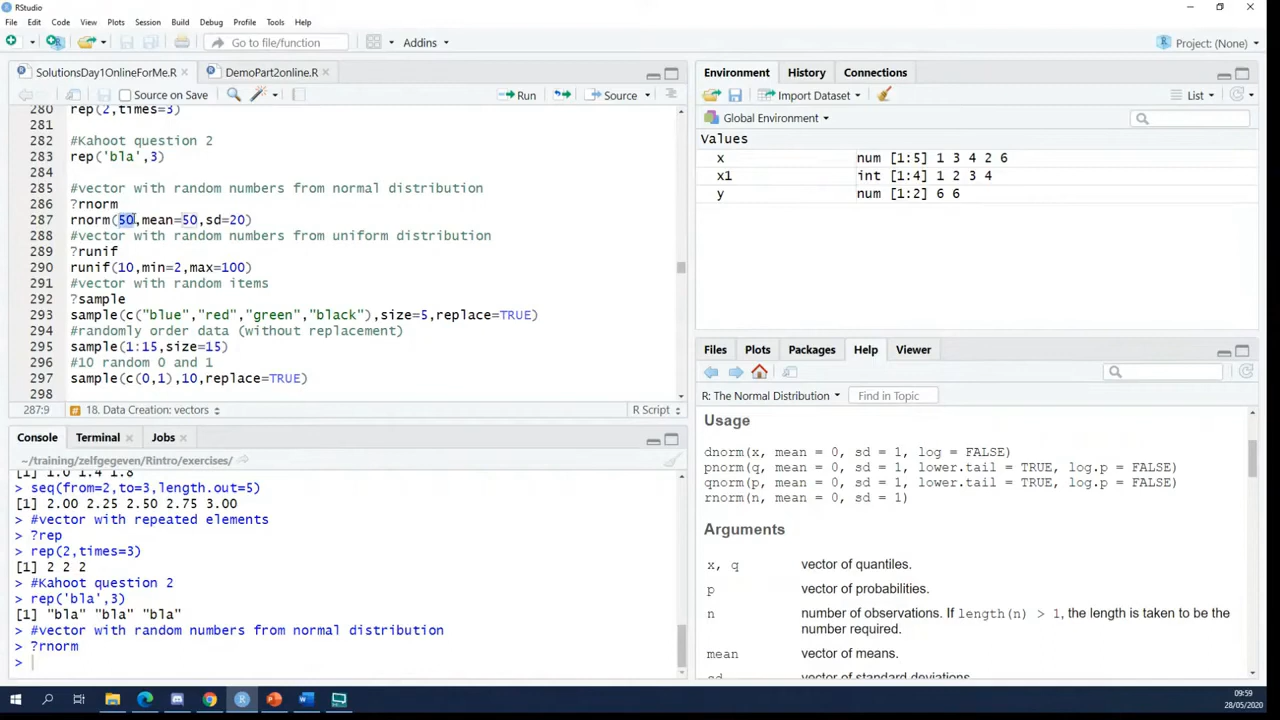 RStudio
File Edit Code View Plots Session Build Debug Profile Tools Help
Go to file/function Addins Project: (None)
SolutionsDay1OnlineForMe.R DemoPart2online.R
Source on Save Run Source
280 rep(2,times=3)
281
282 #Kahoot question 2
283 rep('bla',3)
284
285 #vector with random numbers from normal distribution
286 ?rnorm
287 rnorm(50,mean=50,sd=20)
288 #vector with random numbers from uniform distribution
289 ?runif
290 runif(10,min=2,max=100)
291 #vector with random items
292 ?sample
293 sample(c("blue","red","green","black"),size=5,replace=TRUE)
294 #randomly order data (without replacement)
295 sample(1:15,size=15)
296 #10 random 0 and 1
297 sample(c(0,1),10,replace=TRUE)
298
287:9 18. Data Creation: vectors R Script
Console Terminal Jobs
~/training/zelfgegeven/Rintro/exercises/
[1] 1.0 1.4 1.8
> seq(from=2,to=3,length.out=5)
[1] 2.00 2.25 2.50 2.75 3.00
> #vector with repeated elements
> ?rep
> rep(2,times=3)
[1] 2 2 2
> #Kahoot question 2
> rep('bla',3)
[1] "bla" "bla" "bla"
> #vector with random numbers from normal distribution
> ?rnorm
>
Environment History Connections
Import Dataset List
Global Environment
Values
x num [1:5] 1 3 4 2 6
x1 int [1:4] 1 2 3 4
y num [1:2] 6 6
Files Plots Packages Help Viewer
R: The Normal Distribution Find in Topic
Usage
dnorm(x, mean = 0, sd = 1, log = FALSE)
pnorm(q, mean = 0, sd = 1, lower.tail = TRUE, log.p = FALSE)
qnorm(p, mean = 0, sd = 1, lower.tail = TRUE, log.p = FALSE)
rnorm(n, mean = 0, sd = 1)
Arguments
x, q vector of quantiles.
p vector of probabilities.
n number of observations. If length(n) > 1, the length is taken to be the
number required.
mean vector of means.
sd vector of standard deviations.
09:59
28/05/2020